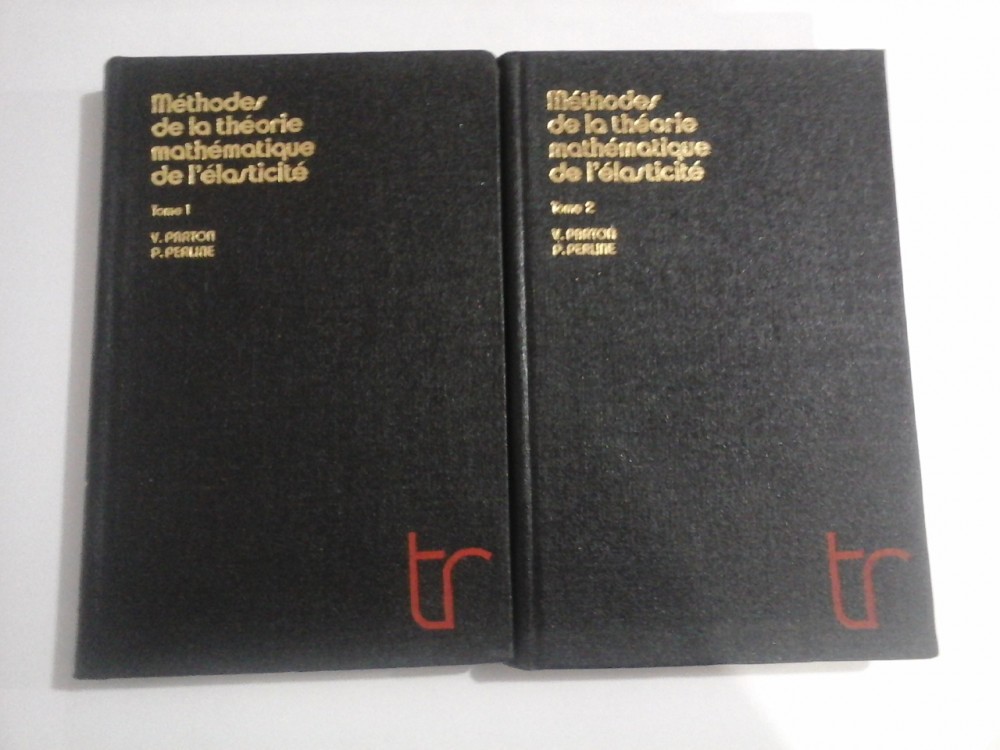 Méthodes
de la théorie
mathématique
de l'élasticité
Tome 1
V. PARTON
P. PERLINE
tr
Méthodes
de la théorie
mathématique
de l'élasticité
Tome 2
V. PARTON
P. PERLINE
tr